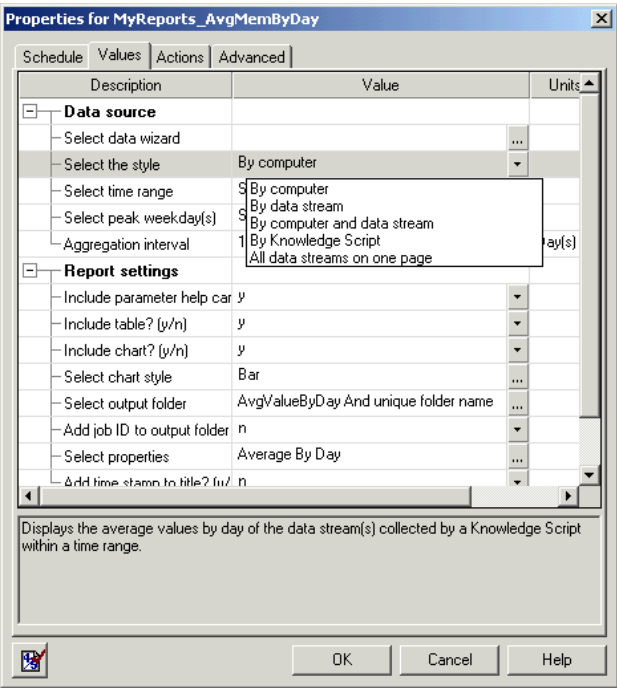 Properties for MyReports_AvgMemByDay
Schedule Values Actions Advanced
Description Value Units
Data source
Select data wizard ...
Select the style By computer
Select time range S
By computer
Select peak weekday(s) S
By data stream
By computer and data stream
Aggregation interval 1 ay(s)
By Knowledge Script
All data streams on one page
Report settings
Include parameter help car y
Include table? (y/n) y
Include chart? (y/n) y
Select chart style Bar ...
Select output folder AvgValueByDay And unique folder name ...
Add job ID to output folder n
Select properties Average By Day ...
Add time stamp to title? (y/ n
Displays the average values by day of the data stream(s) collected by a Knowledge Script
within a time range.
OK Cancel Help